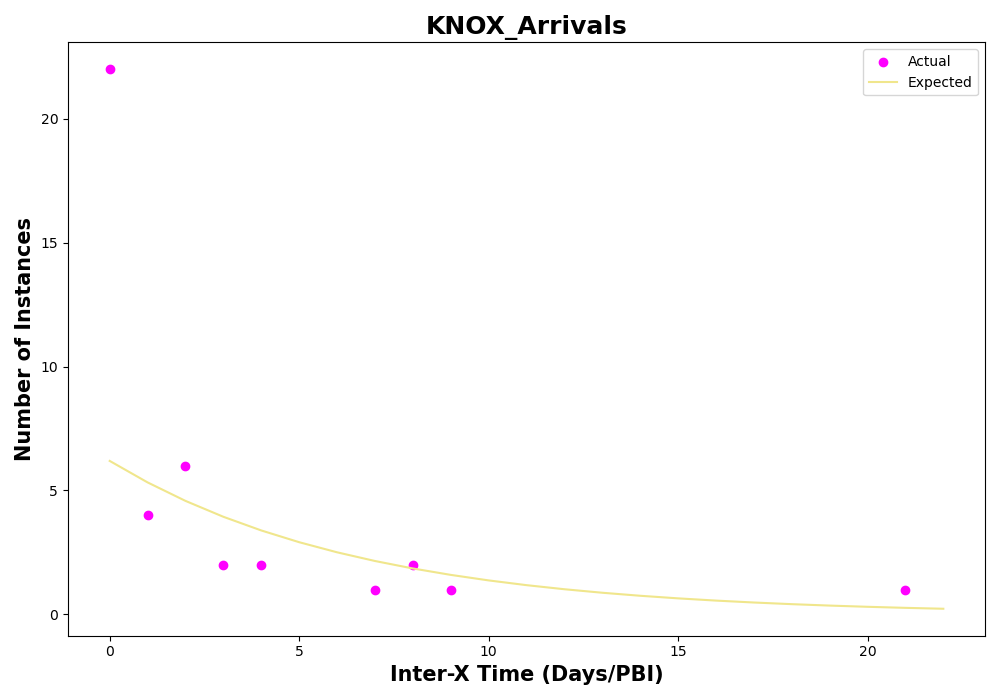 KNOX_Arrivals
Actual
Expected
Number of Instances
20
15
10
5
0
0
5
10
15
20
Inter-X Time (Days/PBI)